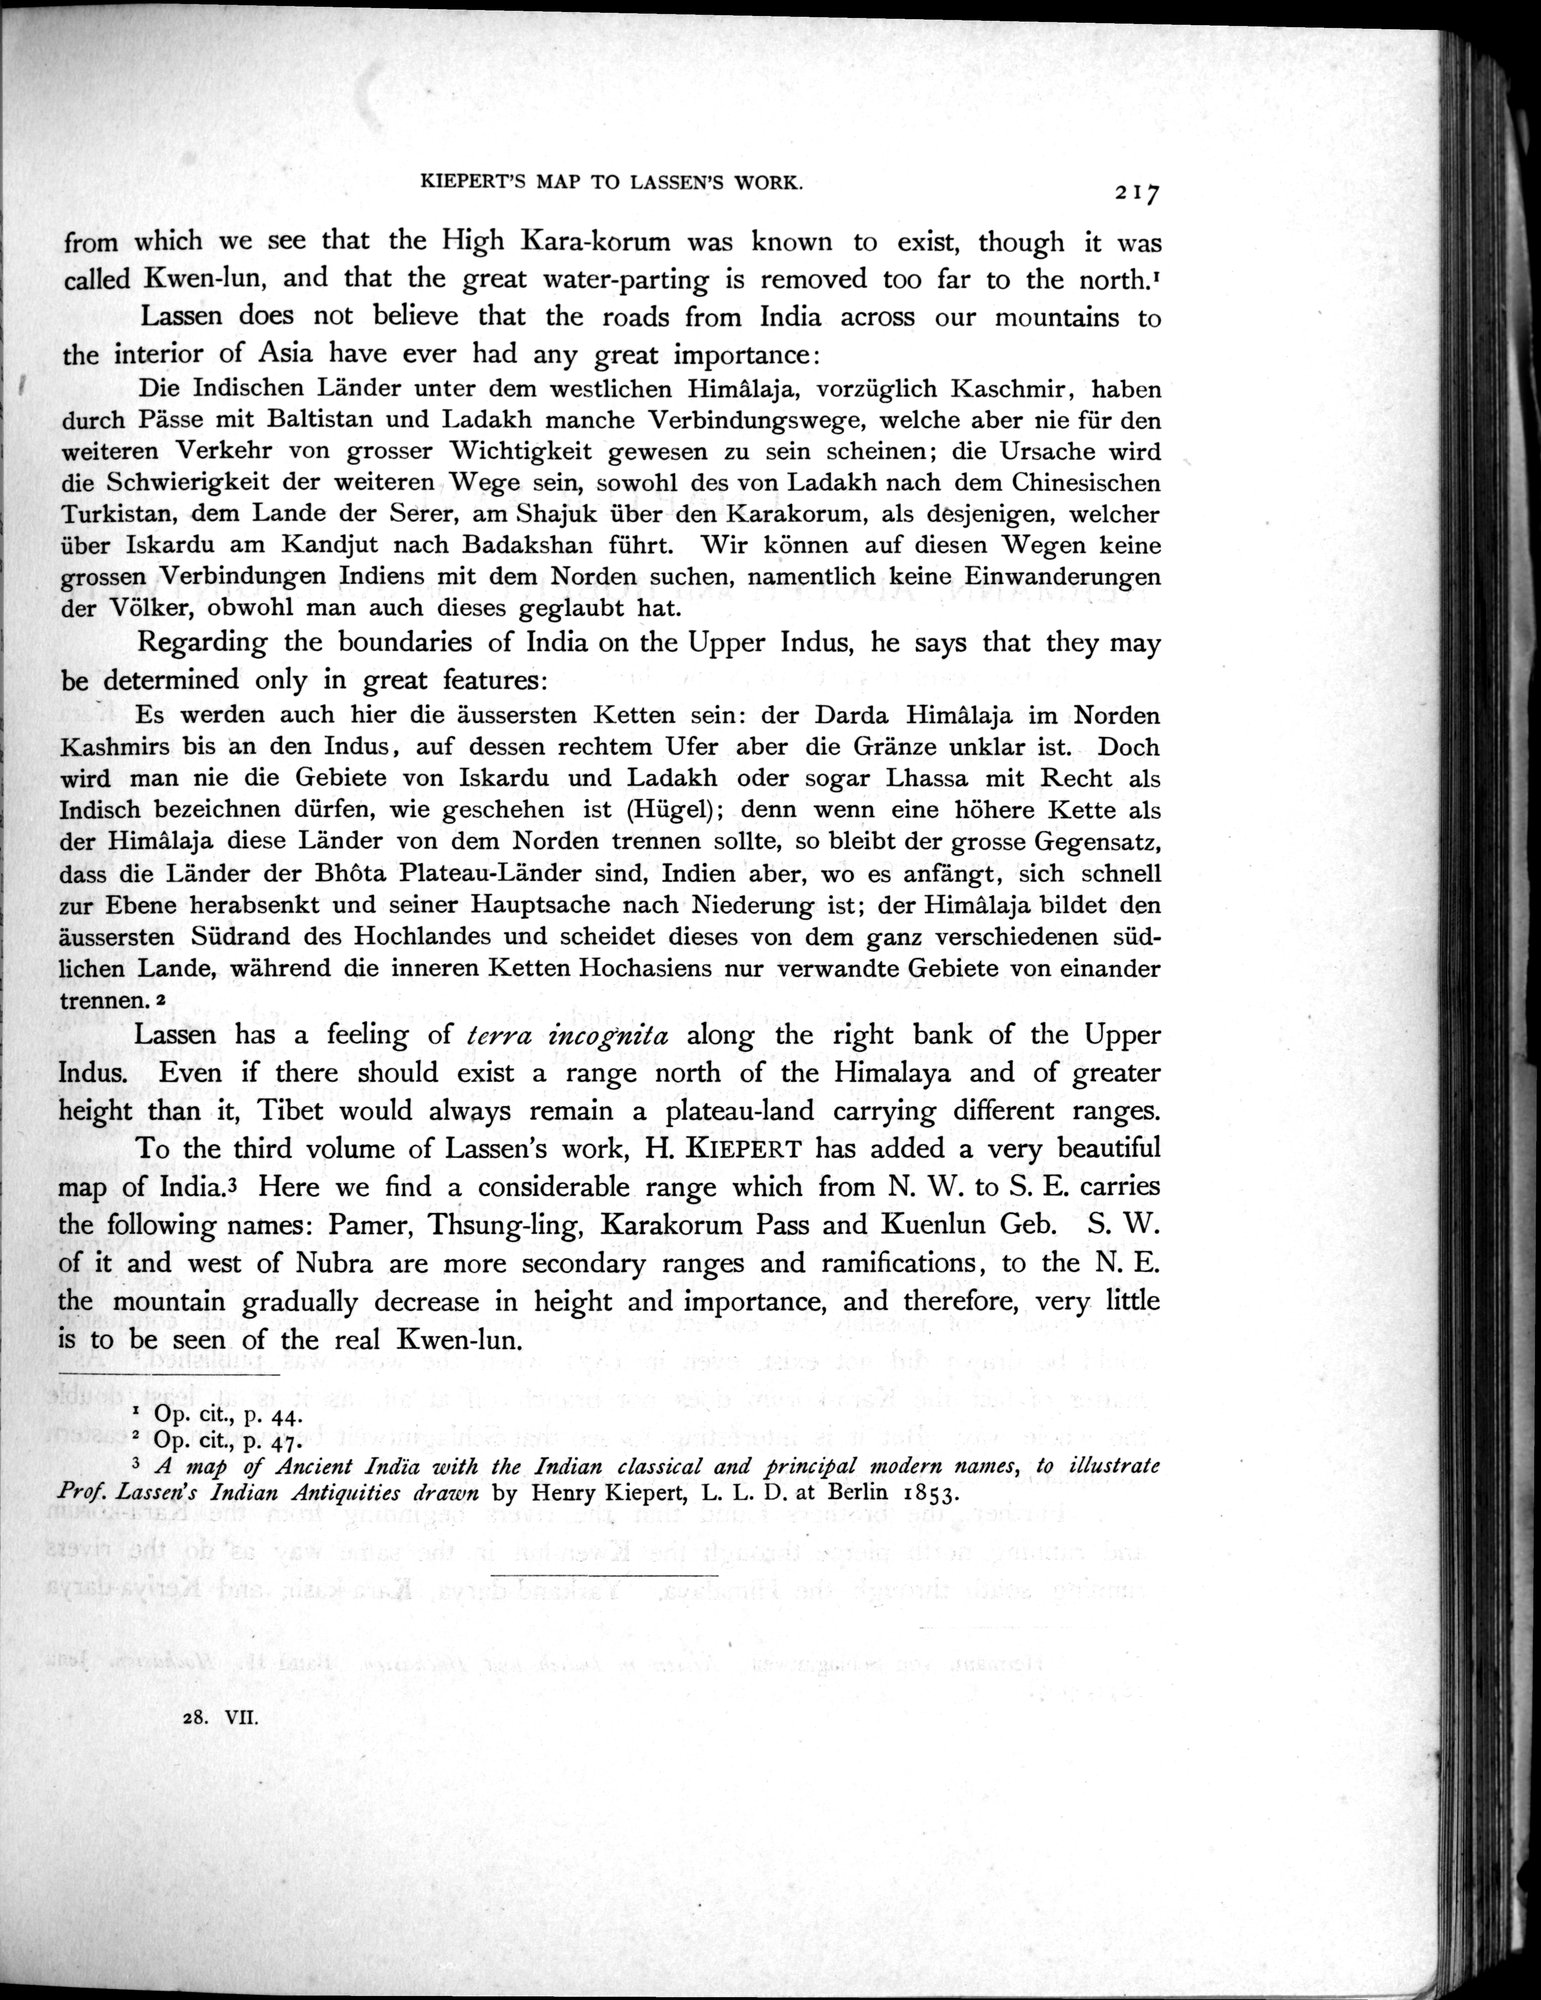 KIEPERT'S MAP TO LASSEN'S WORK.
217
from which we see that the High Kara-korum was known to exist, though it was
called Kwen-lun, and that the great water-parting is removed too far to the north.¹
Lassen does not believe that the roads from India across our mountains to
the interior of Asia have ever had any great importance:
Die Indischen Länder unter dem westlichen Himâlaja, vorzüglich Kaschmir, haben
durch Pässe mit Baltistan und Ladakh manche Verbindungswege, welche aber nie für den
weiteren Verkehr von grosser Wichtigkeit gewesen zu sein scheinen; die Ursache wird
die Schwierigkeit der weiteren Wege sein, sowohl des von Ladakh nach dem Chinesischen
Turkistan, dem Lande der Serer, am Shajuk über den Karakorum, als desjenigen, welcher
über Iskardu am Kandjut nach Badakshan führt. Wir können auf diesen Wegen keine
grossen Verbindungen Indiens mit dem Norden suchen, namentlich keine Einwanderungen
der Völker, obwohl man auch dieses geglaubt hat.
Regarding the boundaries of India on the Upper Indus, he says that they may
be determined only in great features:
Es werden auch hier die äussersten Ketten sein: der Darda Himâlaja im Norden
Kashmirs bis an den Indus, auf dessen rechtem Ufer aber die Gränze unklar ist. Doch
wird man nie die Gebiete von Iskardu und Ladakh oder sogar Lhassa mit Recht als
Indisch bezeichnen dürfen, wie geschehen ist (Hügel); denn wenn eine höhere Kette als
der Himâlaja diese Länder von dem Norden trennen sollte, so bleibt der grosse Gegensatz,
dass die Länder der Bhôta Plateau-Länder sind, Indien aber, wo es anfängt, sich schnell
zur Ebene herabsenkt und seiner Hauptsache nach Niederung ist; der Himâlaja bildet den
äussersten Südrand des Hochlandes und scheidet dieses von dem ganz verschiedenen süd-
lichen Lande, während die inneren Ketten Hochasiens nur verwandte Gebiete von einander
trennen.²
Lassen has a feeling of terra incognita along the right bank of the Upper
Indus. Even if there should exist a range north of the Himalaya and of greater
height than it, Tibet would always remain a plateau-land carrying different ranges.
To the third volume of Lassen's work, H. KIEPERT has added a very beautiful
map of India.³ Here we find a considerable range which from N. W. to S. E. carries
the following names: Pamer, Thsung-ling, Karakorum Pass and Kuenlun Geb. S. W.
of it and west of Nubra are more secondary ranges and ramifications, to the N. E.
the mountain gradually decrease in height and importance, and therefore, very little
is to be seen of the real Kwen-lun.
¹ Op. cit., p. 44.
² Op. cit., p. 47.
³ A map of Ancient India with the Indian classical and principal modern names, to illustrate
Prof. Lassen's Indian Antiquities drawn by Henry Kiepert, L. L. D. at Berlin 1853.
28. VII.